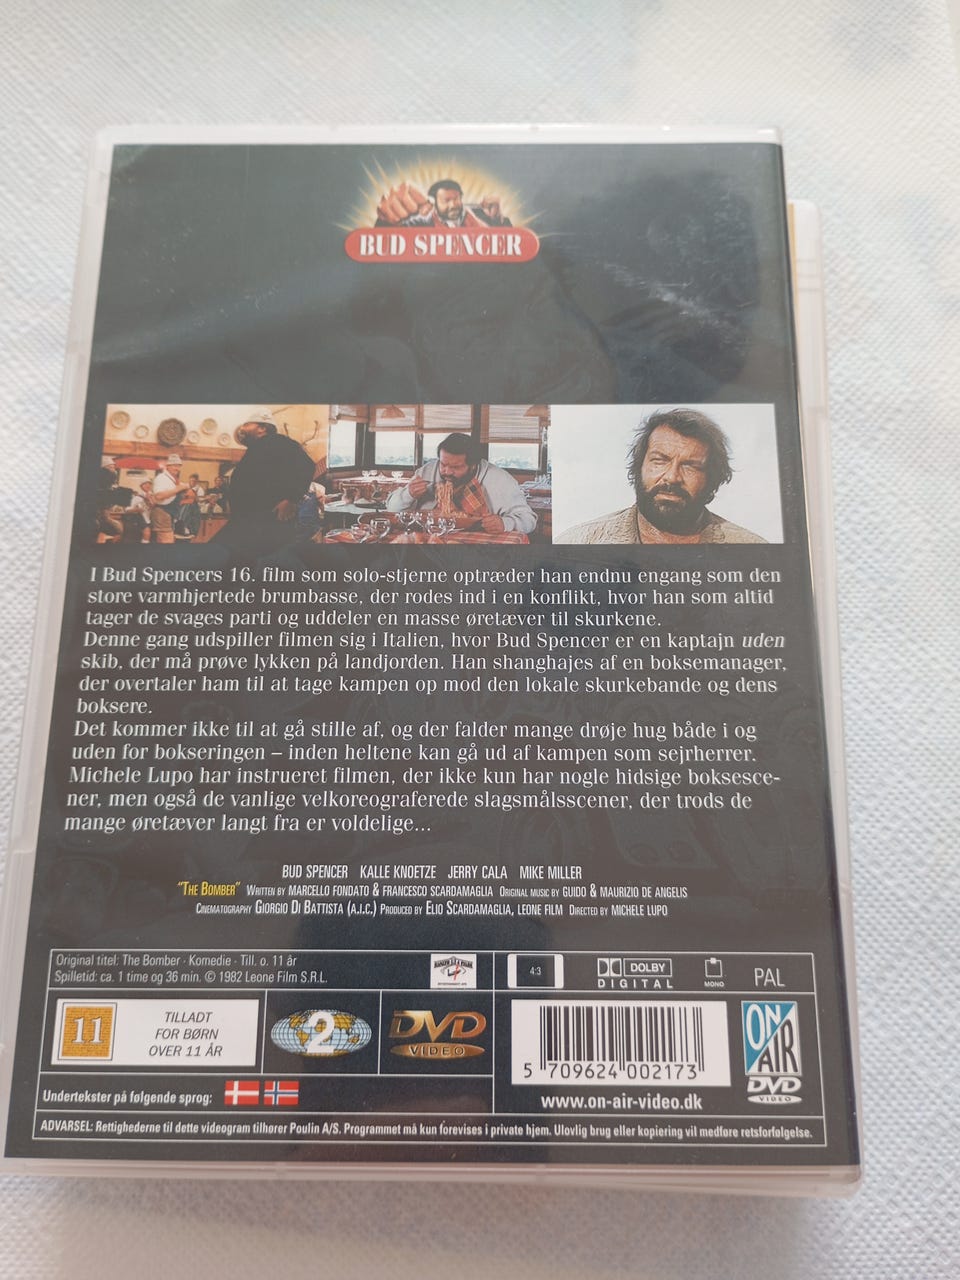 BUD SPENCER
I Bud Spencers 16. film som solo-stjerne optræder han endnu engang som den
store varmhjertede brumbasse, der rodes ind i en konflikt, hvor han som altid
tager de svages parti og uddeler en masse øretæver til skurkene.
Denne gang udspiller filmen sig i Italien, hvor Bud Spencer er en kaptajn uden
skib, der må prøve lykken på landjorden. Han shanghajes af en boksemanager,
der overtaler ham til at tage kampen op mod den lokale skurkebande og dens
boksere.
Det kommer ikke til at gå stille af, og der falder mange drøje hug både i og
uden for bokseringen – inden heltene kan gå ud af kampen som sejrherrer.
Michele Lupo har instrueret filmen, der ikke kun har nogle hidsige boksesce-
ner, men også de vanlige velkoreograferede slagsmålsscener, der trods de
mange øretæver langt fra er voldelige...
BUD SPENCER KALLE KNOETZE JERRY CALA MIKE MILLER
"THE BOMBER" WRITTEN BY MARCELLO FONDATO & FRANCESCO SCARDAMAGLIA ORIGINAL MUSIC BY GUIDO & MAURIZIO DE ANGELIS
CINEMATOGRAPHY GIORGIO DI BATTISTA (A.I.C.) PRODUCED BY ELIO SCARDAMAGLIA, LEONE FILM DIRECTED BY MICHELE LUPO
Original titel: The Bomber · Komedie · Till. o. 11 år
Spilletid: ca. 1 time og 36 min. © 1982 Leone Film S.R.L.
4:3
DOLBY
DIGITAL
MONO
PAL
11
TILLADT
FOR BØRN
OVER 11 ÅR
2
DVD
VIDEO
5 709624 002173
www.on-air-video.dk
ON
AIR
DVD
VIDEO
Undertekster på følgende sprog:
ADVARSEL: Rettighederne til dette videogram tilhører Poulin A/S. Programmet må kun forevises i private hjem. Ulovlig brug eller kopiering vil medføre retsforfølgelse.